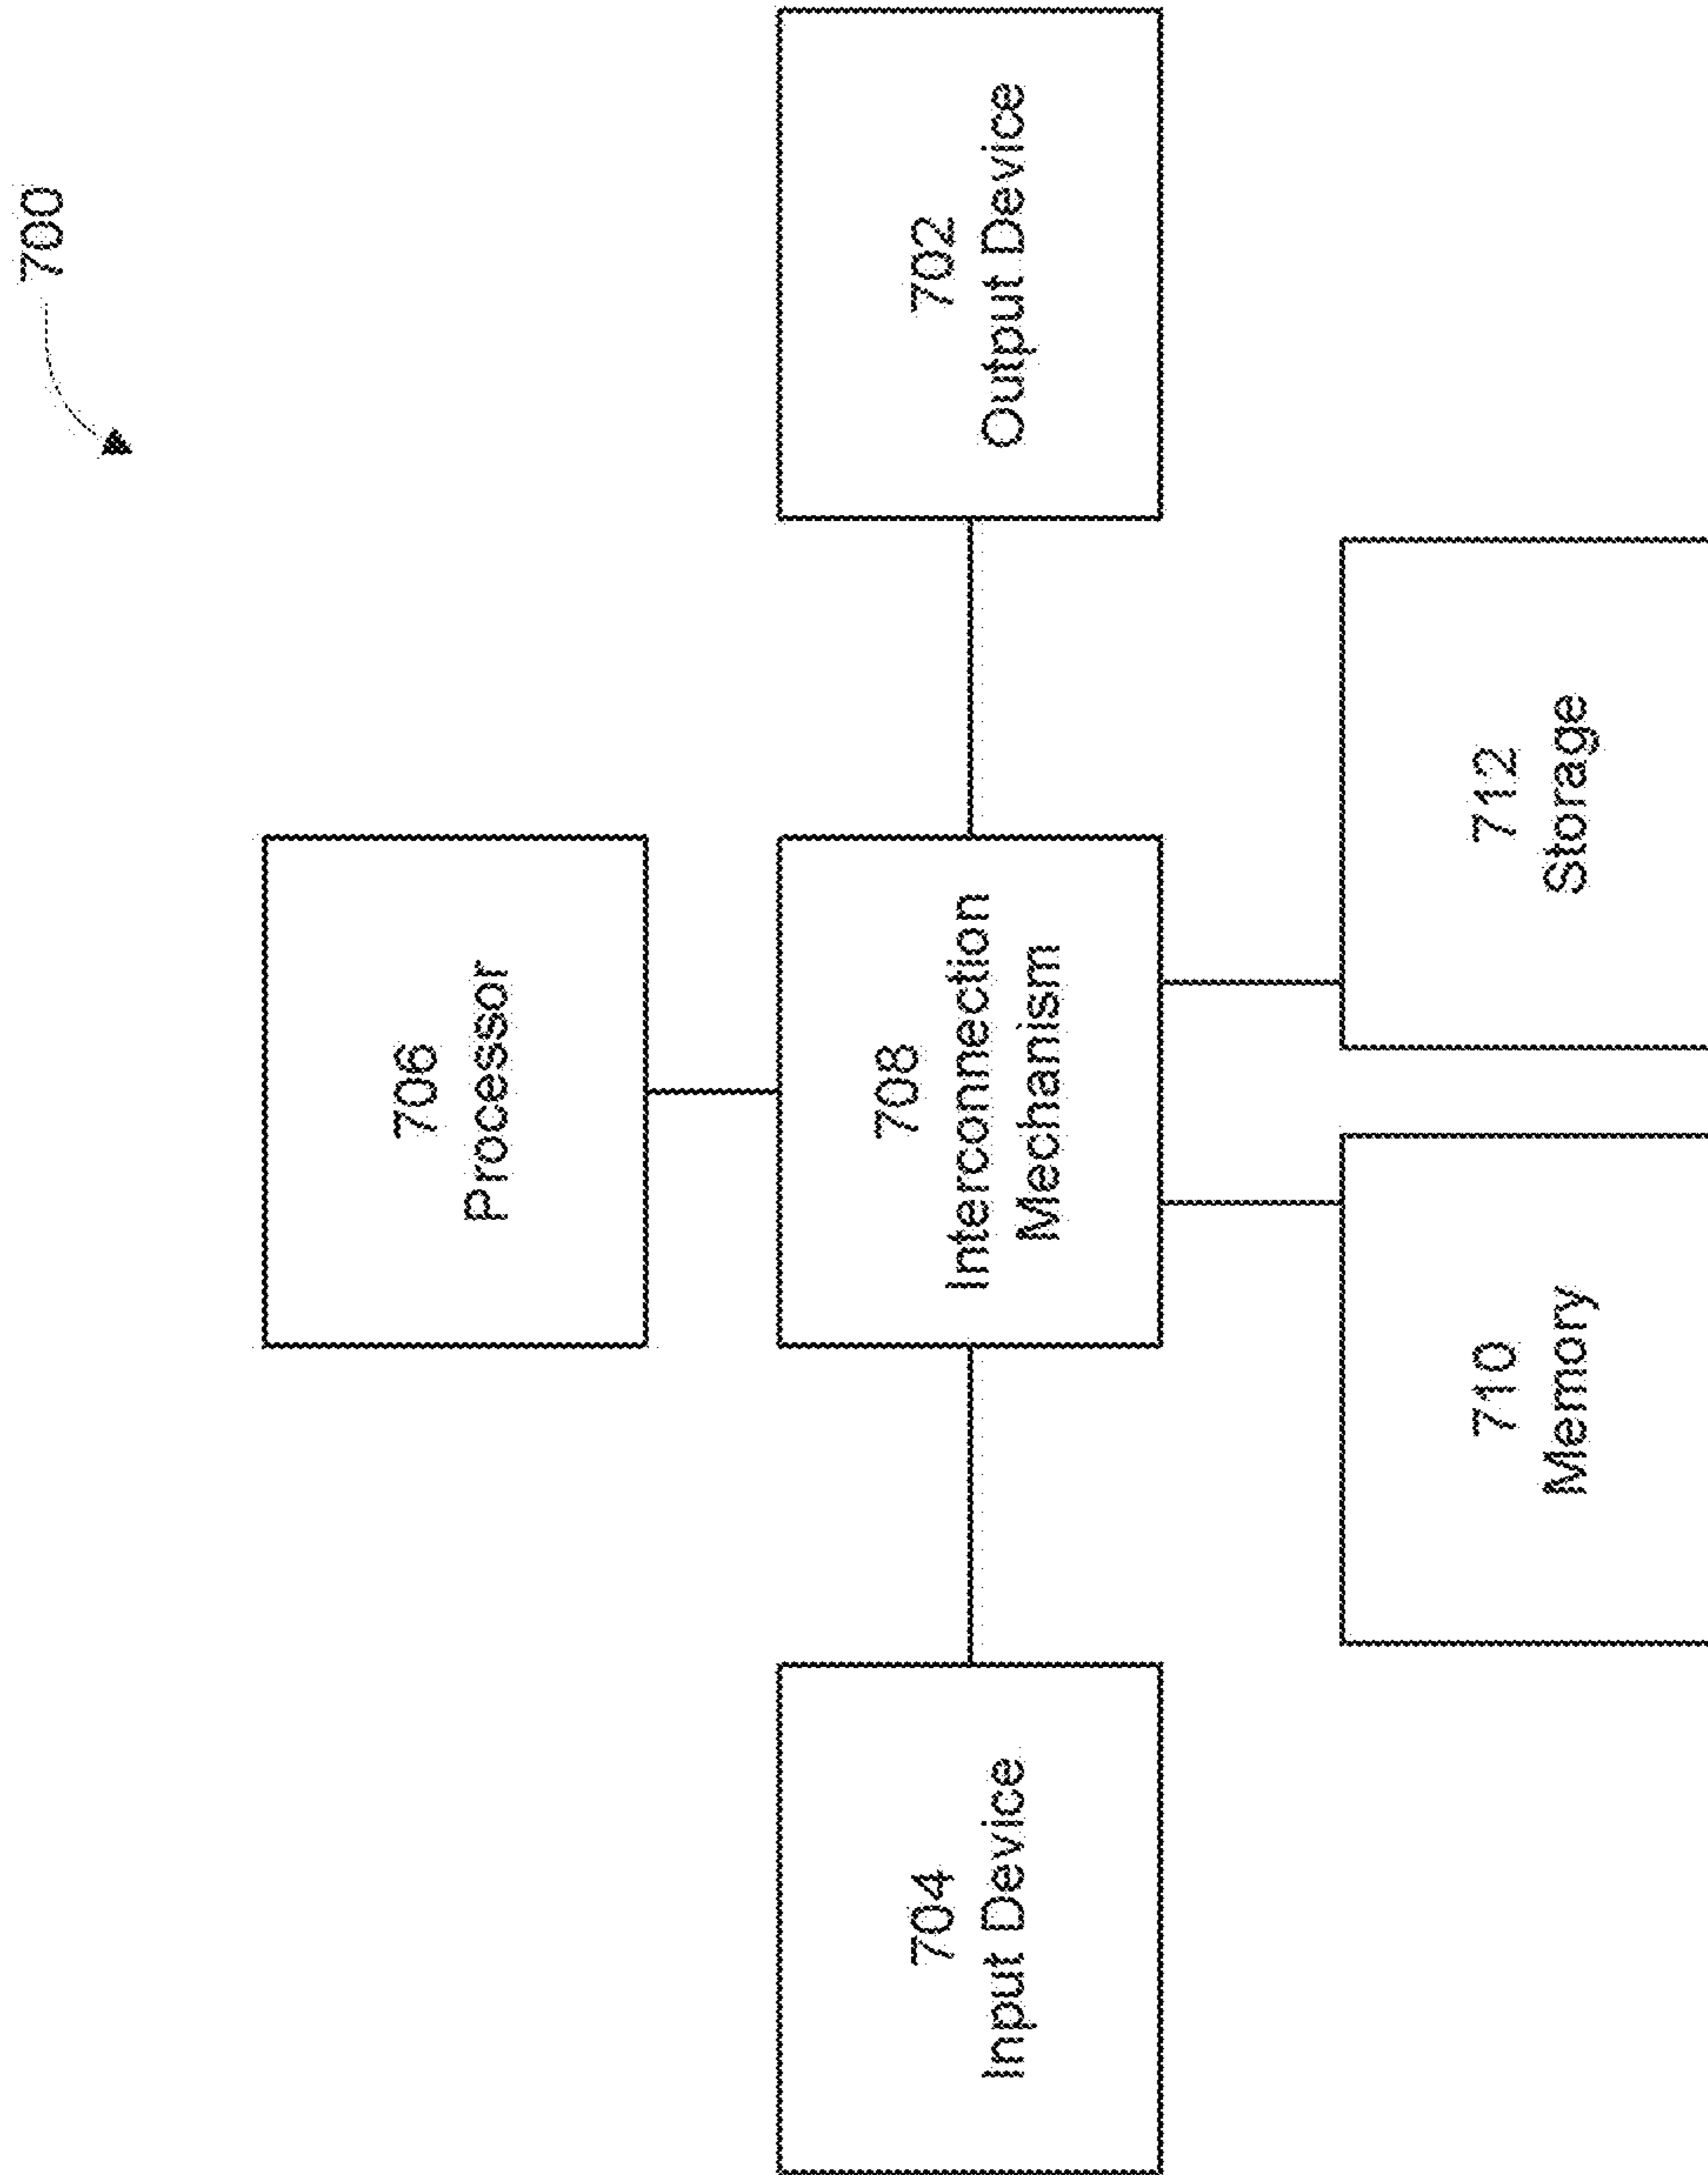 700
706
Processor
704
Input Device
708
Interconnection
Mechanism
702
Output Device
710
Memory
712
Storage